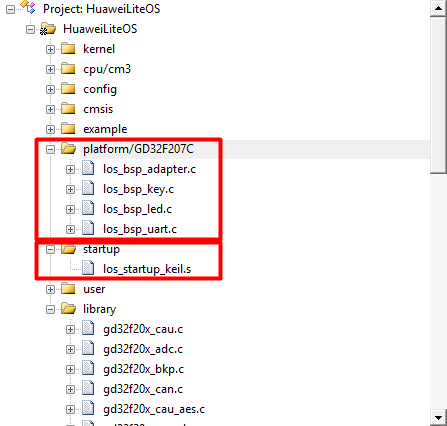 Project: HuaweiLiteOS
HuaweiLiteOS
kernel
cpu/cm3
config
cmsis
example
platform/GD32F207C
los_bsp_adapter.c
los_bsp_key.c
los_bsp_led.c
los_bsp_uart.c
startup
los_startup_keil.s
user
library
gd32f20x_cau.c
gd32f20x_adc.c
gd32f20x_bkp.c
gd32f20x_can.c
gd32f20x_cau_aes.c